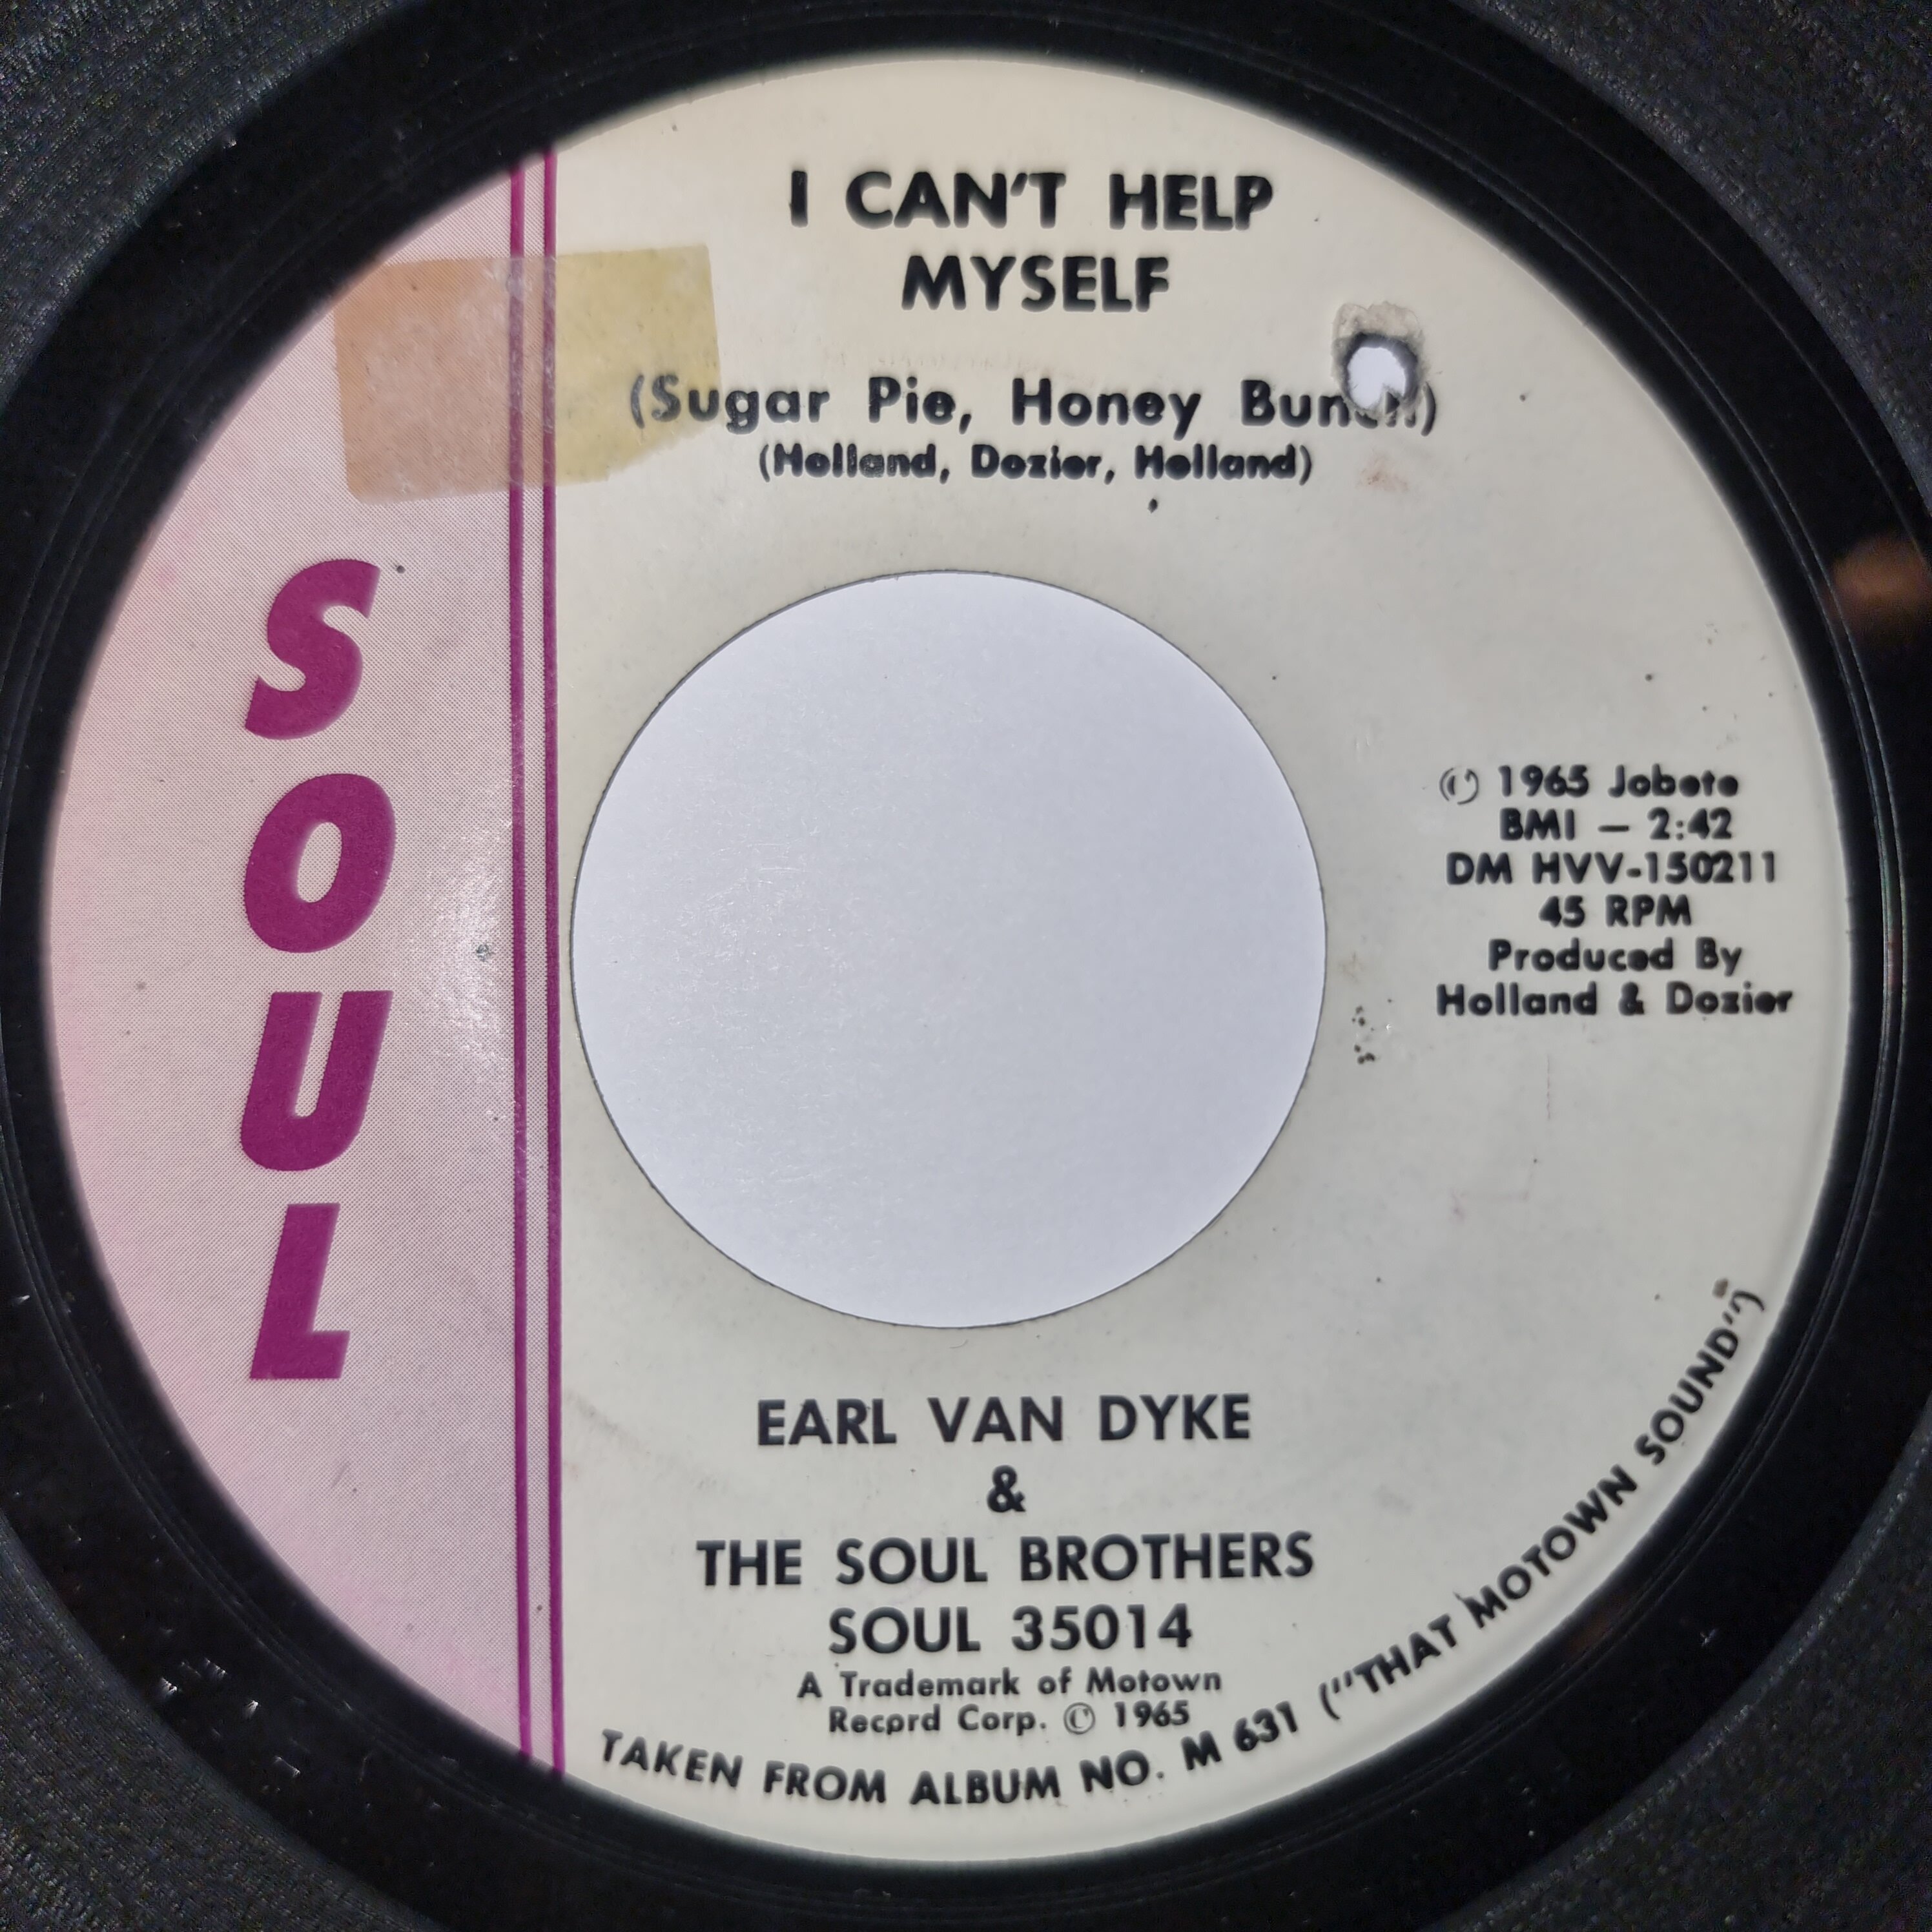 I CAN'T HELP
MYSELF
(Sugar Pie, Honey Bunch)
(Holland, Dozier, Holland)
SOUL
© 1965 Jobete
BMI — 2:42
DM HVV-150211
45 RPM
Produced By
Holland & Dozier
EARL VAN DYKE
&
THE SOUL BROTHERS
SOUL 35014
A Trademark of Motown
Record Corp. © 1965
TAKEN FROM ALBUM NO. M 631 ("THAT MOTOWN SOUND")